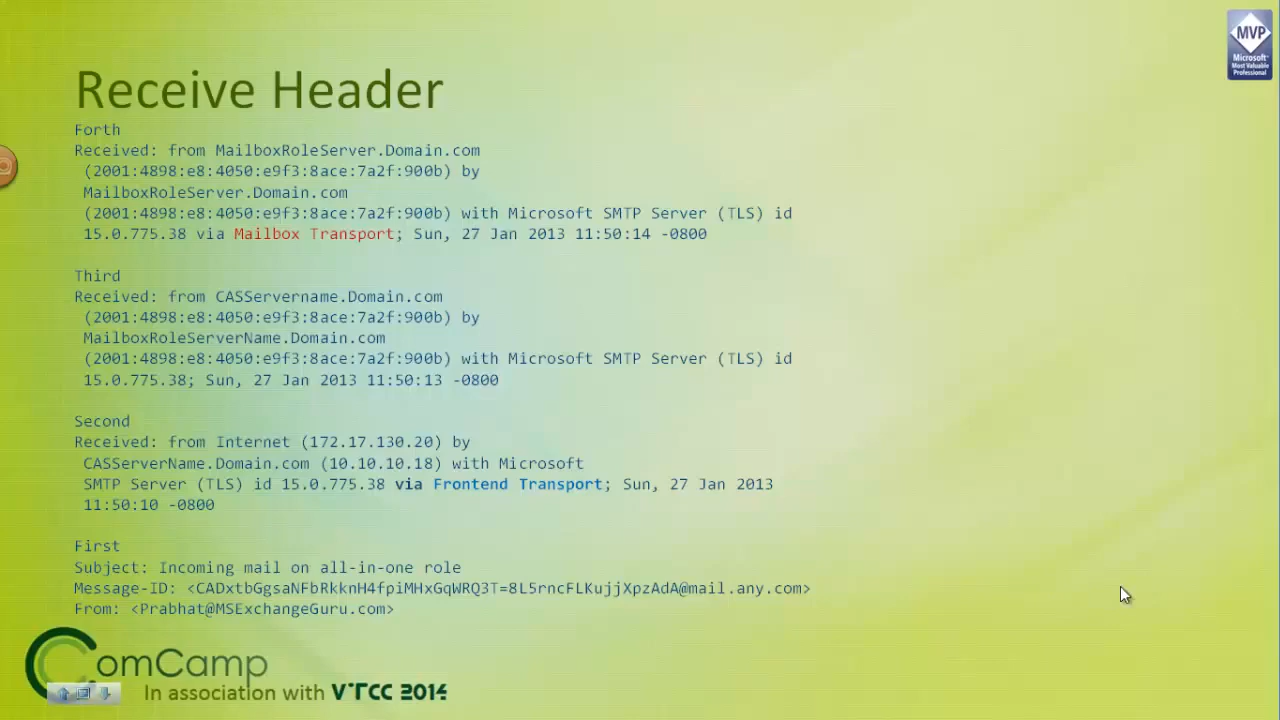 MVP
Microsoft
Most Valuable
Professional
Receive Header
Forth
Received: from MailboxRoleServer.Domain.com
(2001:4898:e8:4050:e9f3:8ace:7a2f:900b) by
MailboxRoleServer.Domain.com
(2001:4898:e8:4050:e9f3:8ace:7a2f:900b) with Microsoft SMTP Server (TLS) id
15.0.775.38 via Mailbox Transport; Sun, 27 Jan 2013 11:50:14 -0800
Third
Received: from CASServername.Domain.com
(2001:4898:e8:4050:e9f3:8ace:7a2f:900b) by
MailboxRoleServerName.Domain.com
(2001:4898:e8:4050:e9f3:8ace:7a2f:900b) with Microsoft SMTP Server (TLS) id
15.0.775.38; Sun, 27 Jan 2013 11:50:13 -0800
Second
Received: from Internet (172.17.130.20) by
CASServerName.Domain.com (10.10.10.18) with Microsoft
SMTP Server (TLS) id 15.0.775.38 via Frontend Transport; Sun, 27 Jan 2013
11:50:10 -0800
First
Subject: Incoming mail on all-in-one role
Message-ID: <CADxtbGgsaNFbRkknH4fpiMHxGqWRQ3T=8L5rncFLKujjXpzAdA@mail.any.com>
From: <Prabhat@MSExchangeGuru.com>
ComCamp
In association with VTCC 2014